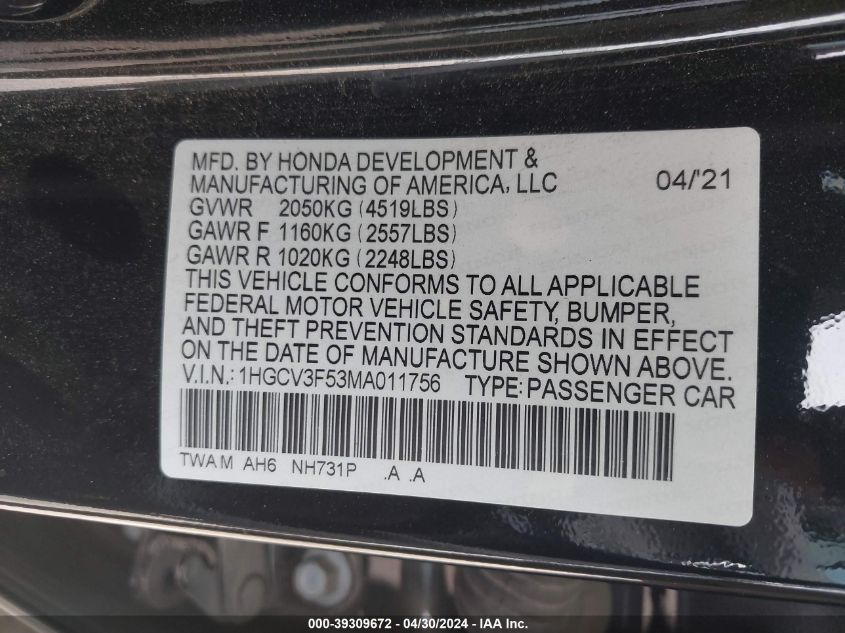 MFD. BY HONDA DEVELOPMENT &
MANUFACTURING OF AMERICA, LLC 04/'21
GVWR 2050KG (4519LBS)
GAWR F 1160KG (2557LBS)
GAWR R 1020KG (2248LBS)
THIS VEHICLE CONFORMS TO ALL APPLICABLE
FEDERAL MOTOR VEHICLE SAFETY, BUMPER,
AND THEFT PREVENTION STANDARDS IN EFFECT
ON THE DATE OF MANUFACTURE SHOWN ABOVE.
V.I.N.: 1HGCV3F53MA011756 TYPE: PASSENGER CAR
TWA M AH6 NH731P .A .A
000-39309672 - 04/30/2024 - IAA Inc.